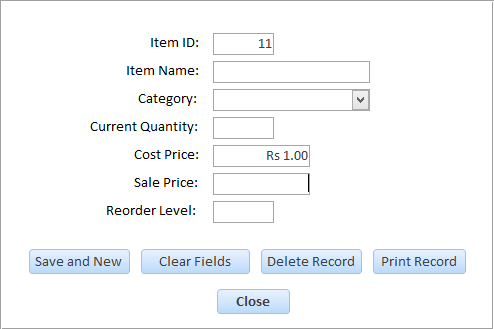 Item ID: 11
Item Name:
Category:
Current Quantity:
Cost Price: Rs 1.00
Sale Price:
Reorder Level:
Save and New Clear Fields Delete Record Print Record
Close